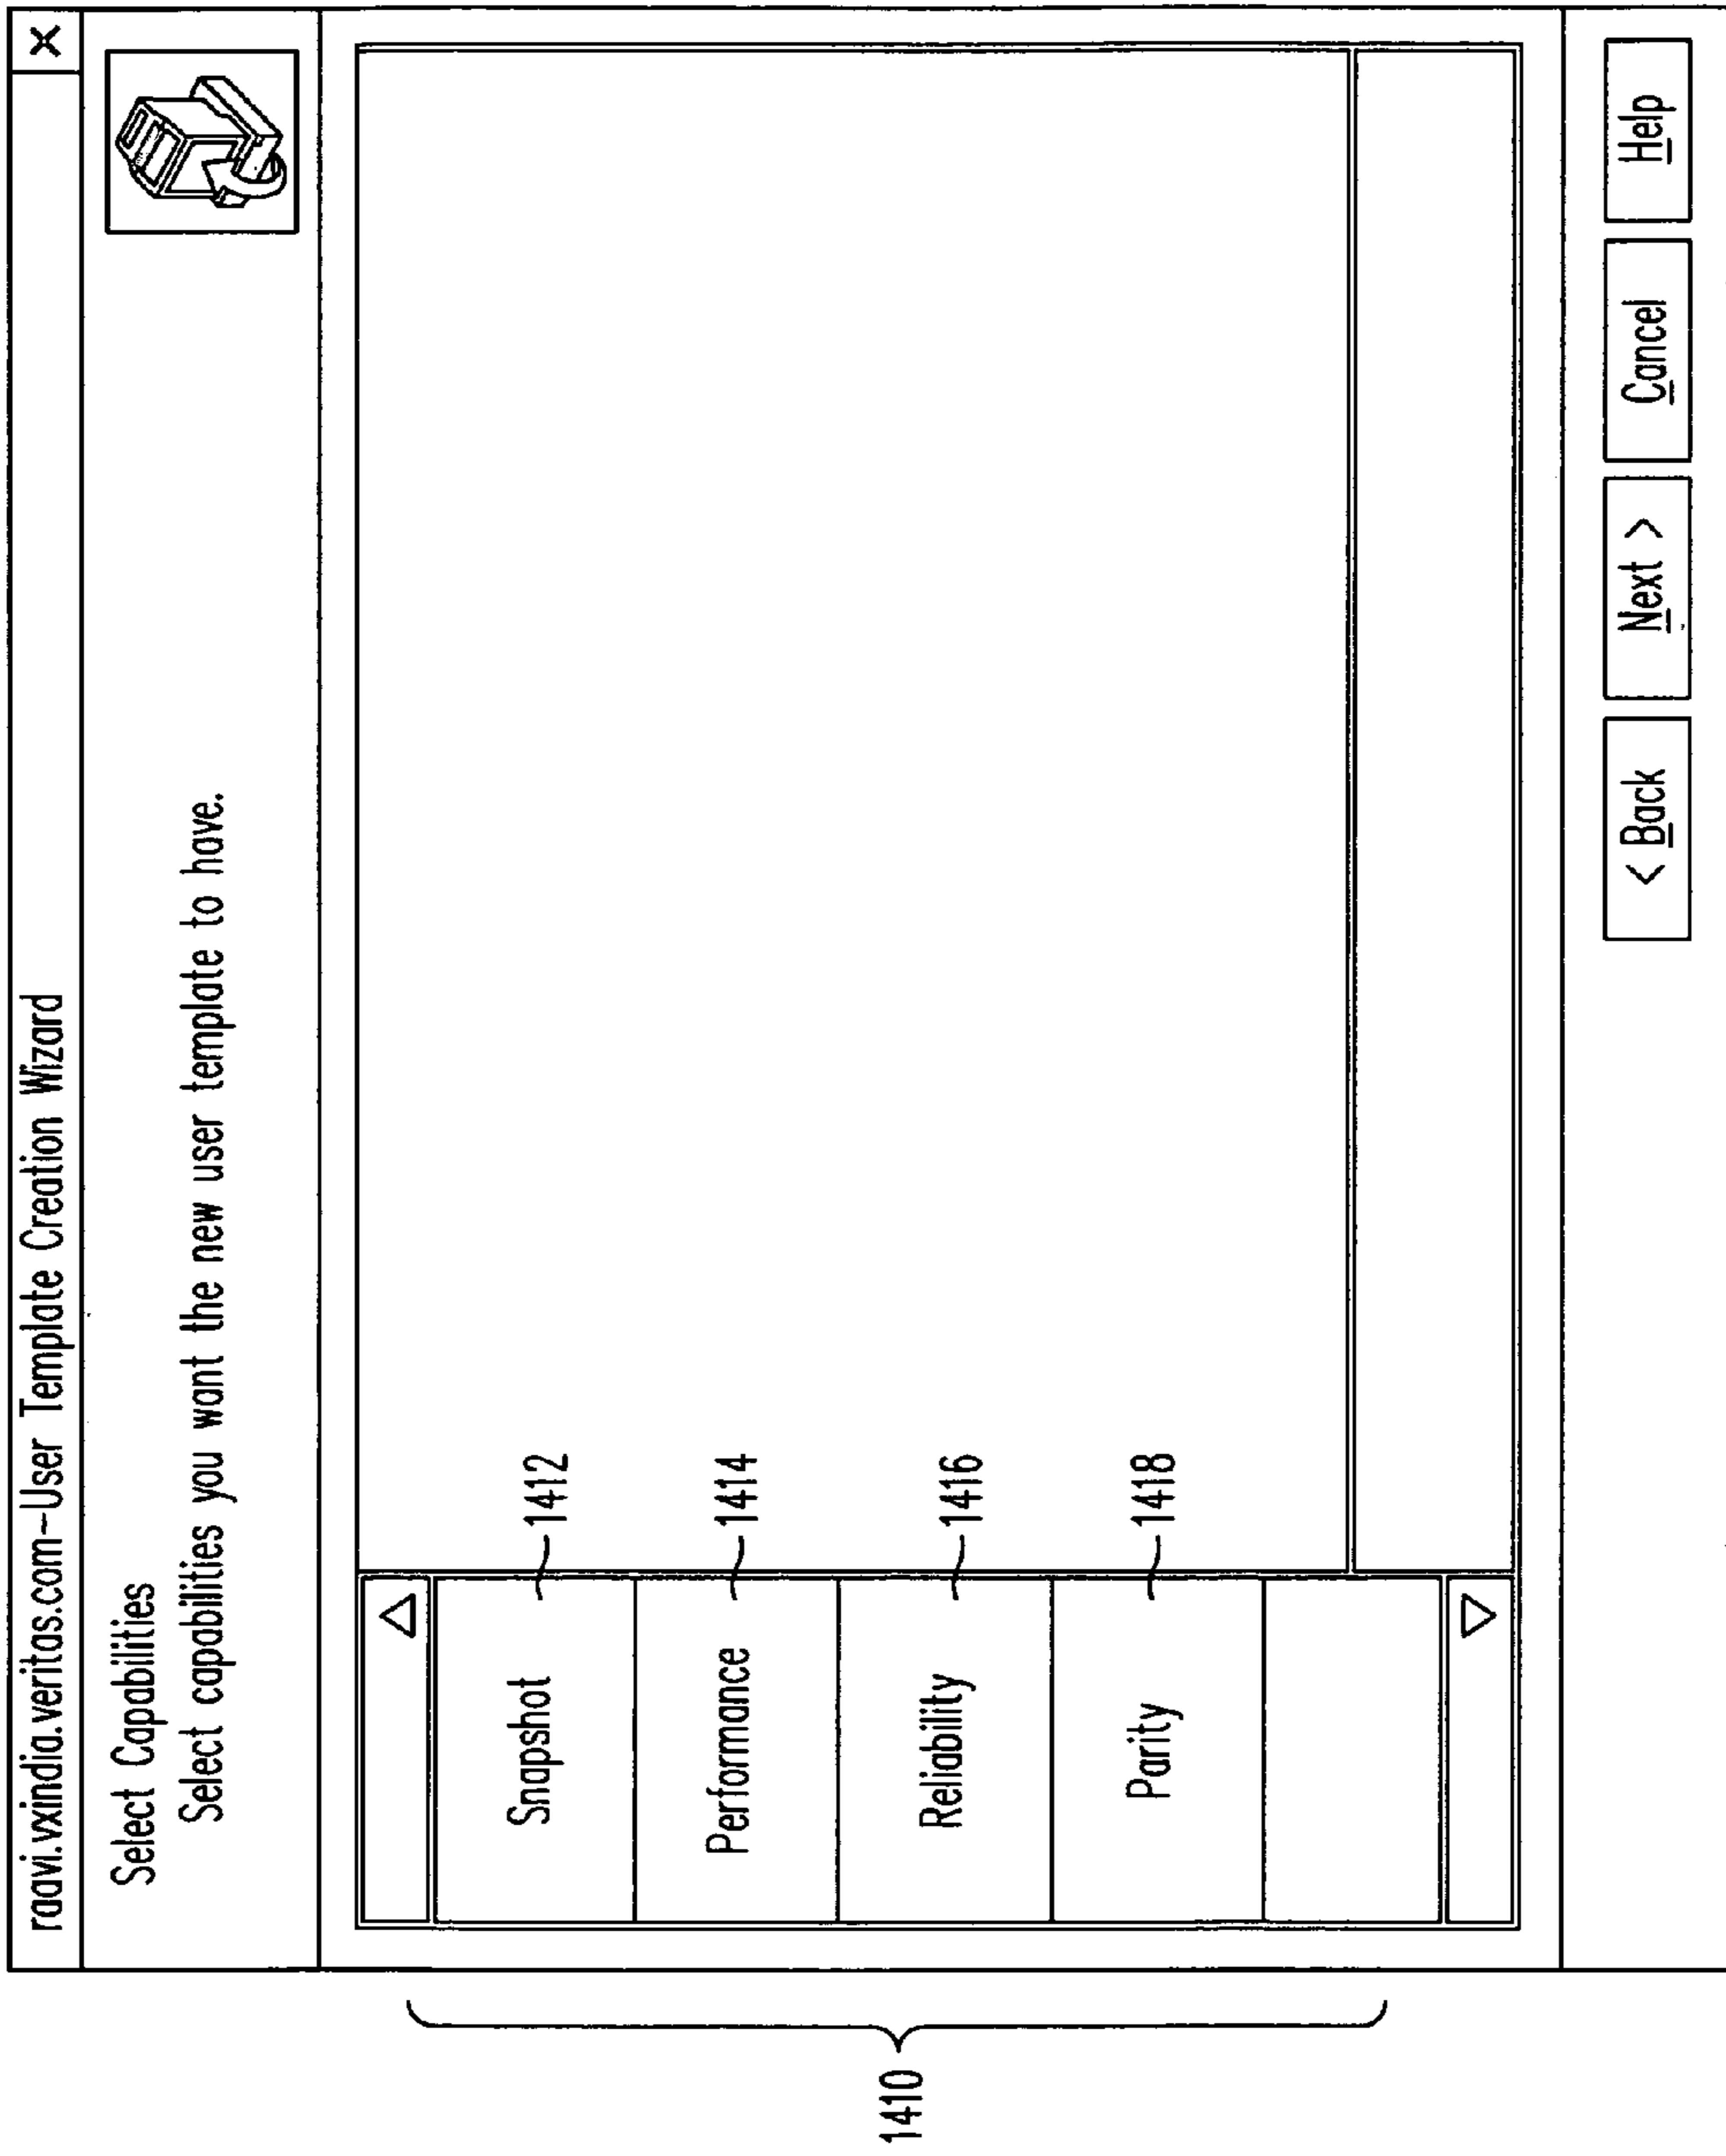 raavi.vxindia.veritas.com-User Template Creation Wizard X
Select Capabilities
Select capabilities you want the new user template to have.
Snapshot
1412
Performance
1414
Reliability
1416
Parity
1418
1410
< Back
Next >
Cancel
Help